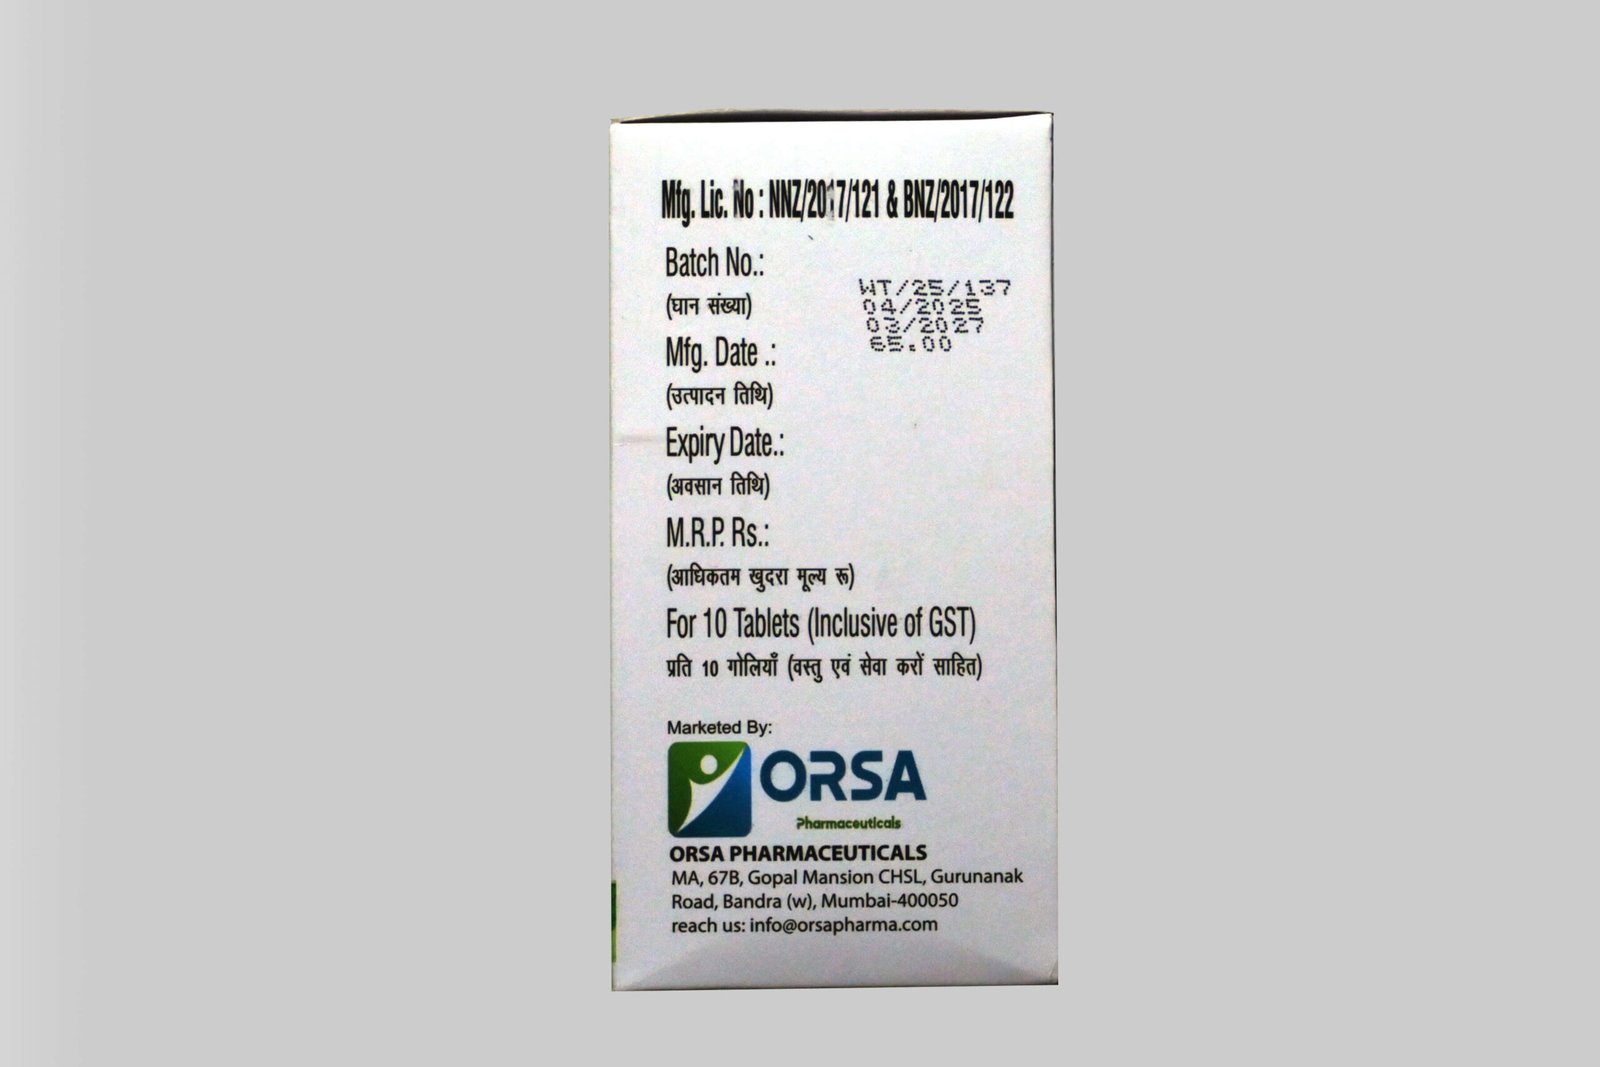 Mfg. Lic. No : NNZ/2017/121 & BNZ/2017/122
Batch No.:
(घान संख्या)
WT/25/137
04/2025
03/2027
65.00
Mfg. Date .:
(उत्पादन तिथि)
Expiry Date.:
(अवसान तिथि)
M.R.P. Rs.:
(आधिकतम खुदरा मूल्य रू)
For 10 Tablets (Inclusive of GST)
प्रति 10 गोलियाँ (वस्तु एवं सेवा करों साहित)
Marketed By:
ORSA
Pharmaceuticals
ORSA PHARMACEUTICALS
MA, 67B, Gopal Mansion CHSL, Gurunanak
Road, Bandra (w), Mumbai-400050
reach us: info@orsapharma.com